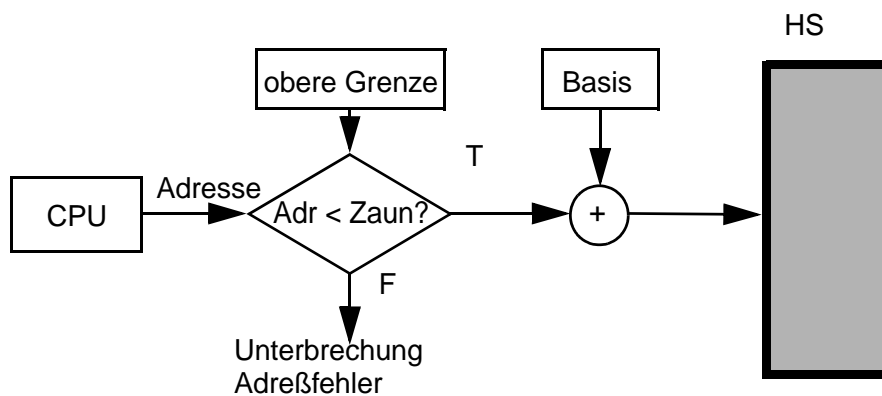 HS
obere Grenze
Basis
T
Adresse
CPU
Adr < Zaun?
+
F
Unterbrechung
Adreßfehler